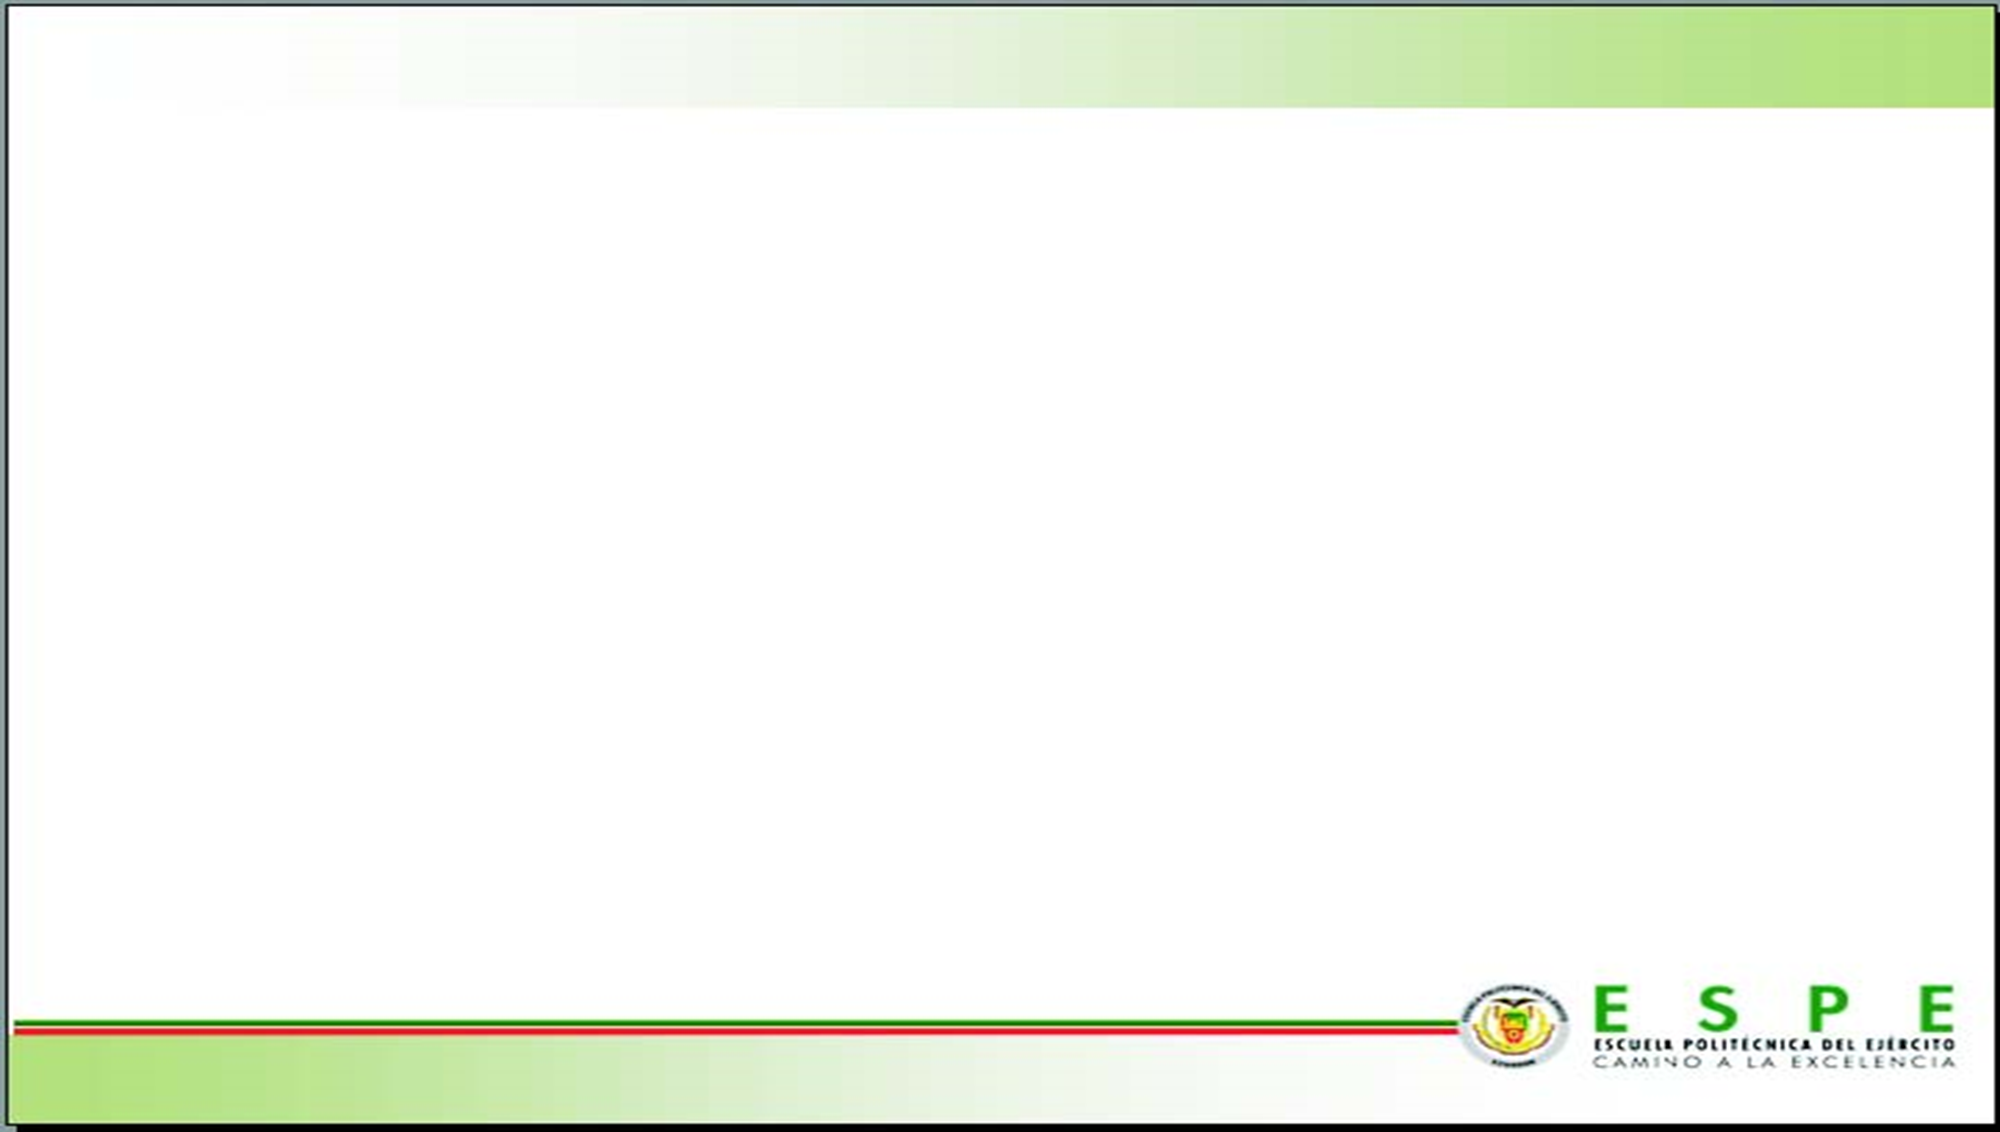 E S P E
ESCUELA POLITÉCNICA DEL EJÉRCITO
CAMINO A LA EXCELENCIA